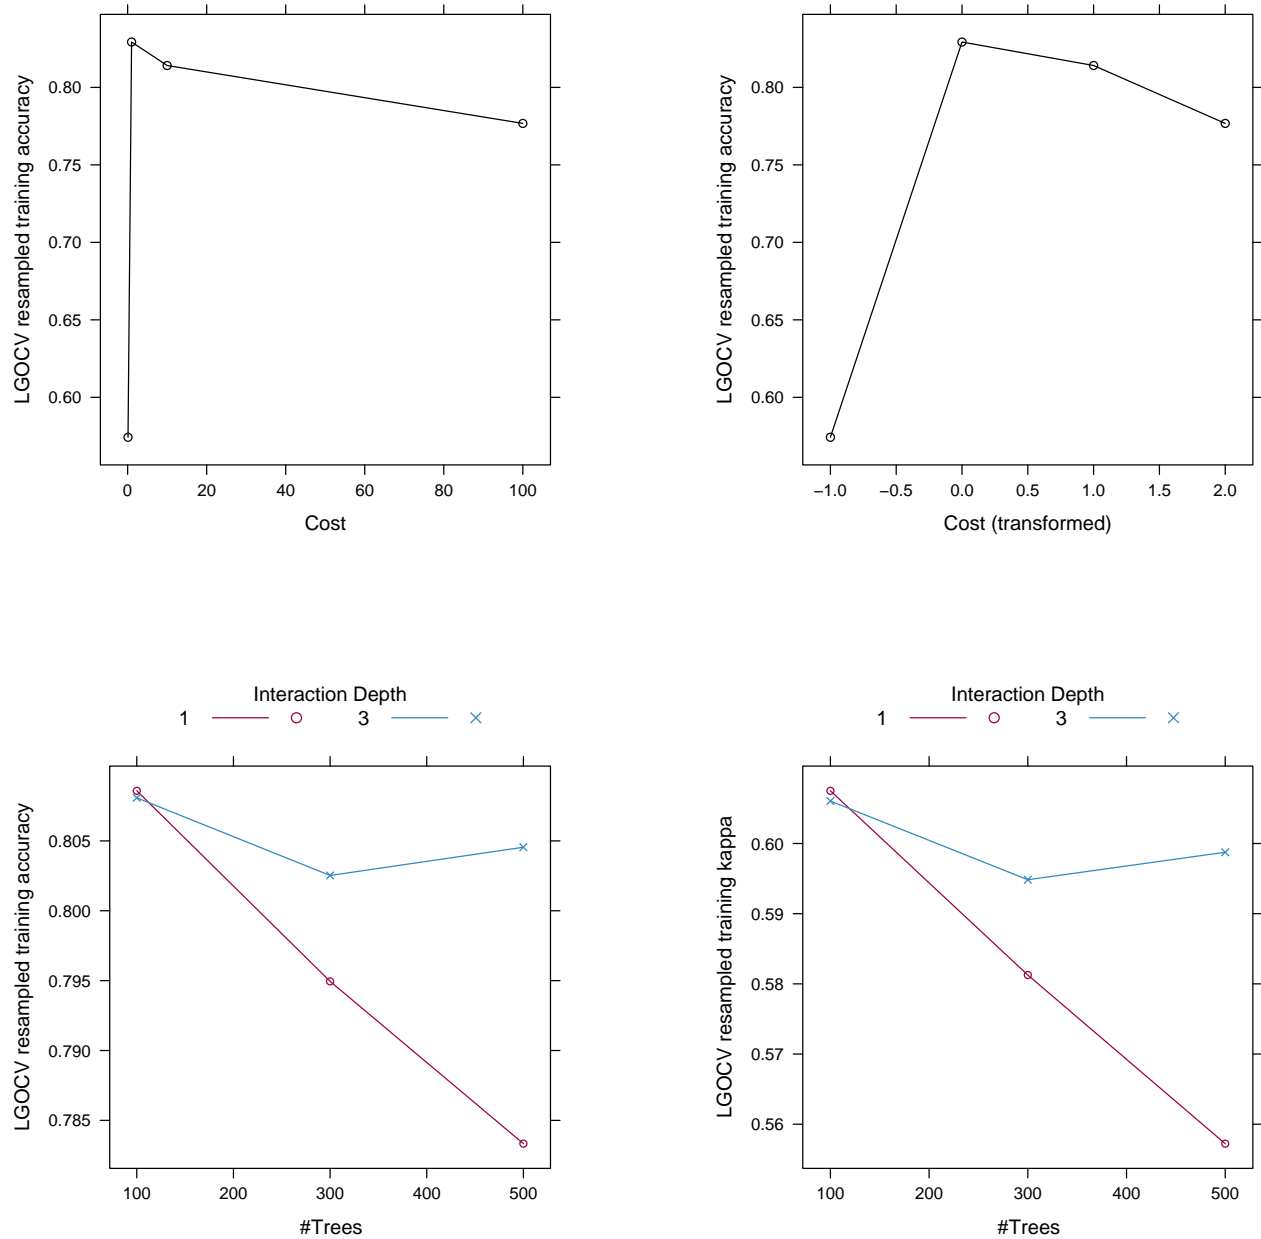 LGOCV resampled training accuracy
0.80
0.75
0.70
0.65
0.60
0 20 40 60 80 100
Cost
LGOCV resampled training accuracy
0.80
0.75
0.70
0.65
0.60
−1.0 −0.5 0.0 0.5 1.0 1.5 2.0
Cost (transformed)
Interaction Depth
1 3
LGOCV resampled training accuracy
0.805
0.800
0.795
0.790
0.785
100 200 300 400 500
#Trees
Interaction Depth
1 3
LGOCV resampled training kappa
0.60
0.59
0.58
0.57
0.56
100 200 300 400 500
#Trees